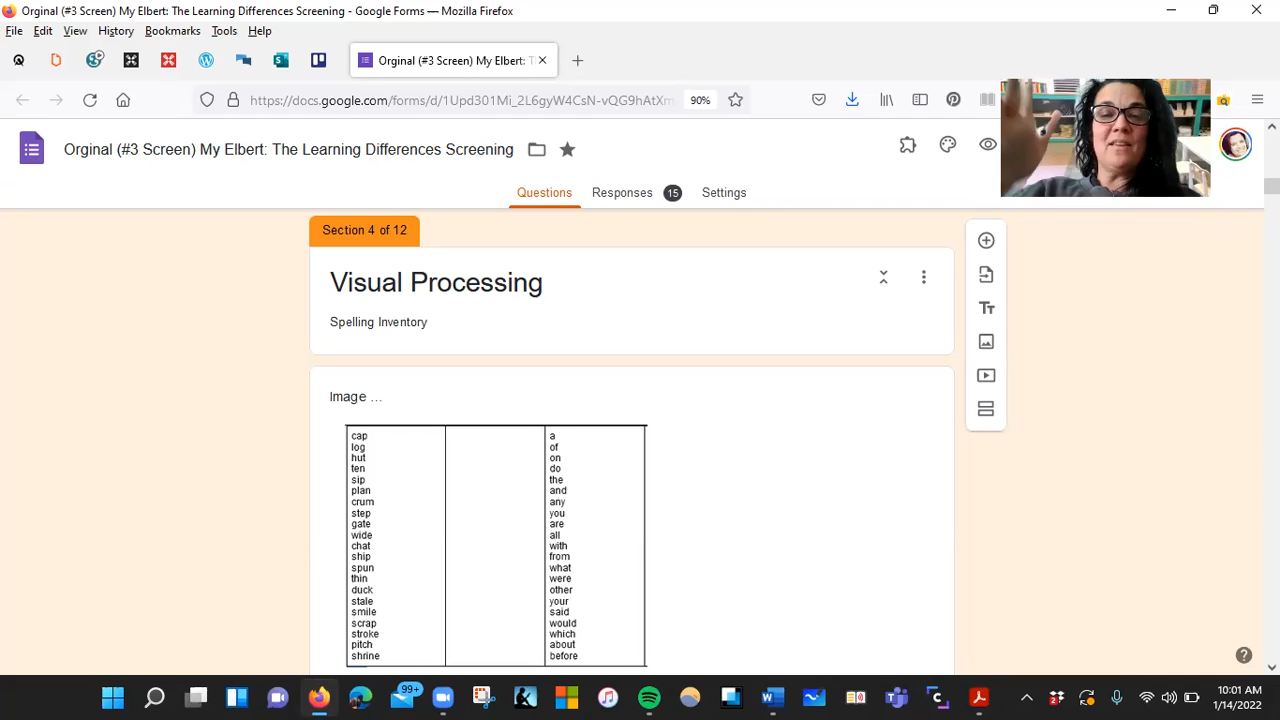 Orginal (#3 Screen) My Elbert: The Learning Differences Screening - Google Forms — Mozilla Firefox
File Edit View History Bookmarks Tools Help
Orginal (#3 Screen) My Elbert: T
https://docs.google.com/forms/d/ 90%
Orginal (#3 Screen) My Elbert: The Learning Differences Screening
Questions Responses 15 Settings
Section 4 of 12
Visual Processing
Spelling Inventory
Image ...
cap a
log of
hut on
ten do
sip the
plan and
crum any
step you
gate are
wide all
chat with
ship from
spun what
thin were
duck other
stale your
smile said
scrap would
stroke which
pitch about
shrine before
99+
10:01 AM
1/14/2022